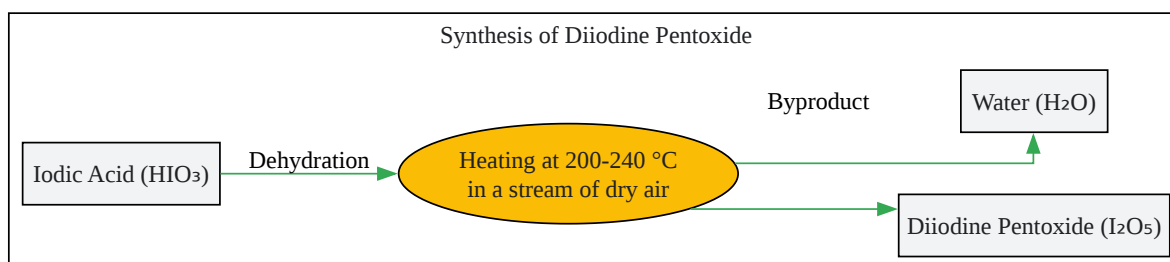 Synthesis of Diiodine Pentoxide
Byproduct
Water (H₂O)
Iodic Acid (HIO₃)
Dehydration
Heating at 200-240 °C
in a stream of dry air
Diiodine Pentoxide (I₂O₅)